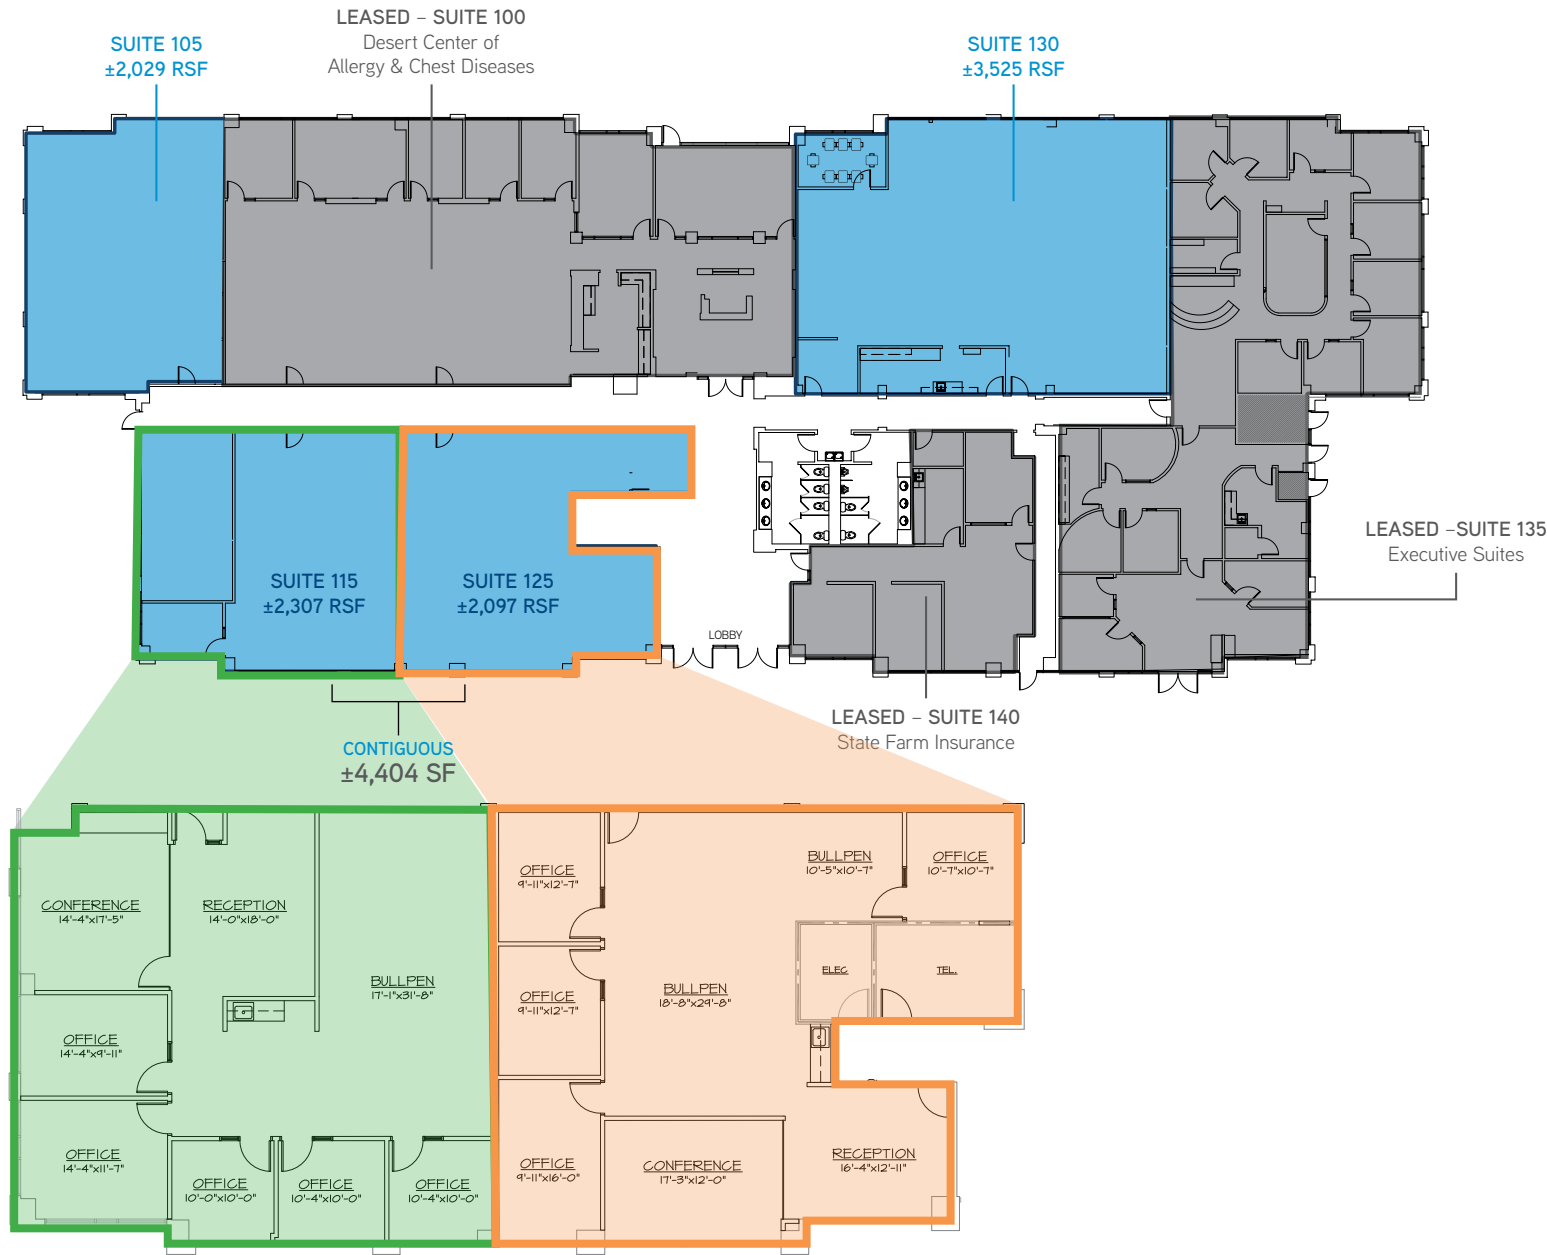 LEASED – SUITE 100
Desert Center of
Allergy & Chest Diseases
SUITE 105
±2,029 RSF
SUITE 130
±3,525 RSF
SUITE 115
±2,307 RSF
SUITE 125
±2,097 RSF
LEASED –SUITE 135
Executive Suites
LOBBY
LEASED – SUITE 140
State Farm Insurance
CONTIGUOUS
±4,404 SF
CONFERENCE
14'-4"x17'-5"
RECEPTION
14'-0"x18'-0"
BULLPEN
17'-1"x31'-8"
OFFICE
14'-4"x9'-11"
OFFICE
14'-4"x11'-7"
OFFICE
10'-0"x10'-0"
OFFICE
10'-4"x10'-0"
OFFICE
10'-4"x10'-0"
OFFICE
9'-11"x12'-7"
BULLPEN
10'-5"x10'-7"
OFFICE
10'-7"x10'-7"
OFFICE
9'-11"x12'-7"
BULLPEN
18'-8"x29'-8"
ELEC
TEL.
OFFICE
9'-11"x16'-0"
CONFERENCE
17'-3"x12'-0"
RECEPTION
16'-4"x12'-11"